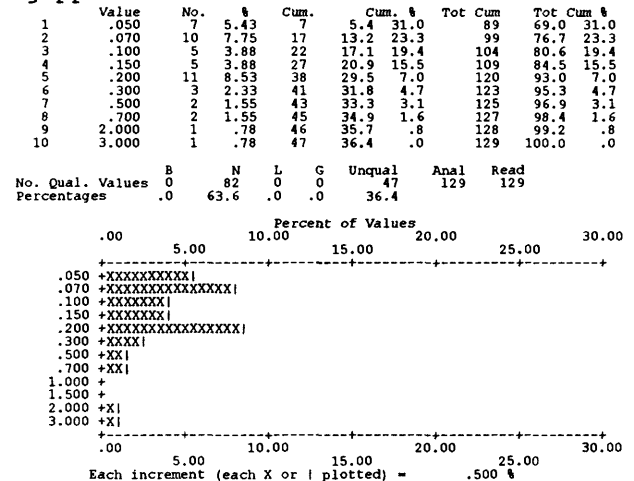 Value No. % Cum. Cum. % Tot Cum Tot Cum %
1 .050 7 5.43 7 5.4 31.0 89 69.0 31.0
2 .070 10 7.75 17 13.2 23.3 99 76.7 23.3
3 .100 5 3.88 22 17.1 19.4 104 80.6 19.4
4 .150 5 3.88 27 20.9 15.5 109 84.5 15.5
5 .200 11 8.53 38 29.5 7.0 120 93.0 7.0
6 .300 3 2.33 41 31.8 4.7 123 95.3 4.7
7 .500 2 1.55 43 33.3 3.1 125 96.9 3.1
8 .700 2 1.55 45 34.9 1.6 127 98.4 1.6
9 2.000 1 .78 46 35.7 .8 128 99.2 .8
10 3.000 1 .78 47 36.4 .0 129 100.0 .0
B N L G Unqual Anal Read
No. Qual. Values 0 82 0 0 47 129 129
Percentages .0 63.6 .0 .0 36.4
Percent of Values
.00 10.00 20.00 30.00
5.00 15.00 25.00
+---------+---------+---------+---------+---------+---------+
.050 +XXXXXXXXXX|
.070 +XXXXXXXXXXXXXXX|
.100 +XXXXXXX|
.150 +XXXXXXX|
.200 +XXXXXXXXXXXXXXXX|
.300 +XXXX|
.500 +XX|
.700 +XX|
1.000 +
1.500 +
2.000 +X|
3.000 +X|
+---------+---------+---------+---------+---------+---------+
.00 10.00 20.00 30.00
5.00 15.00 25.00
Each increment (each X or | plotted) = .500 %